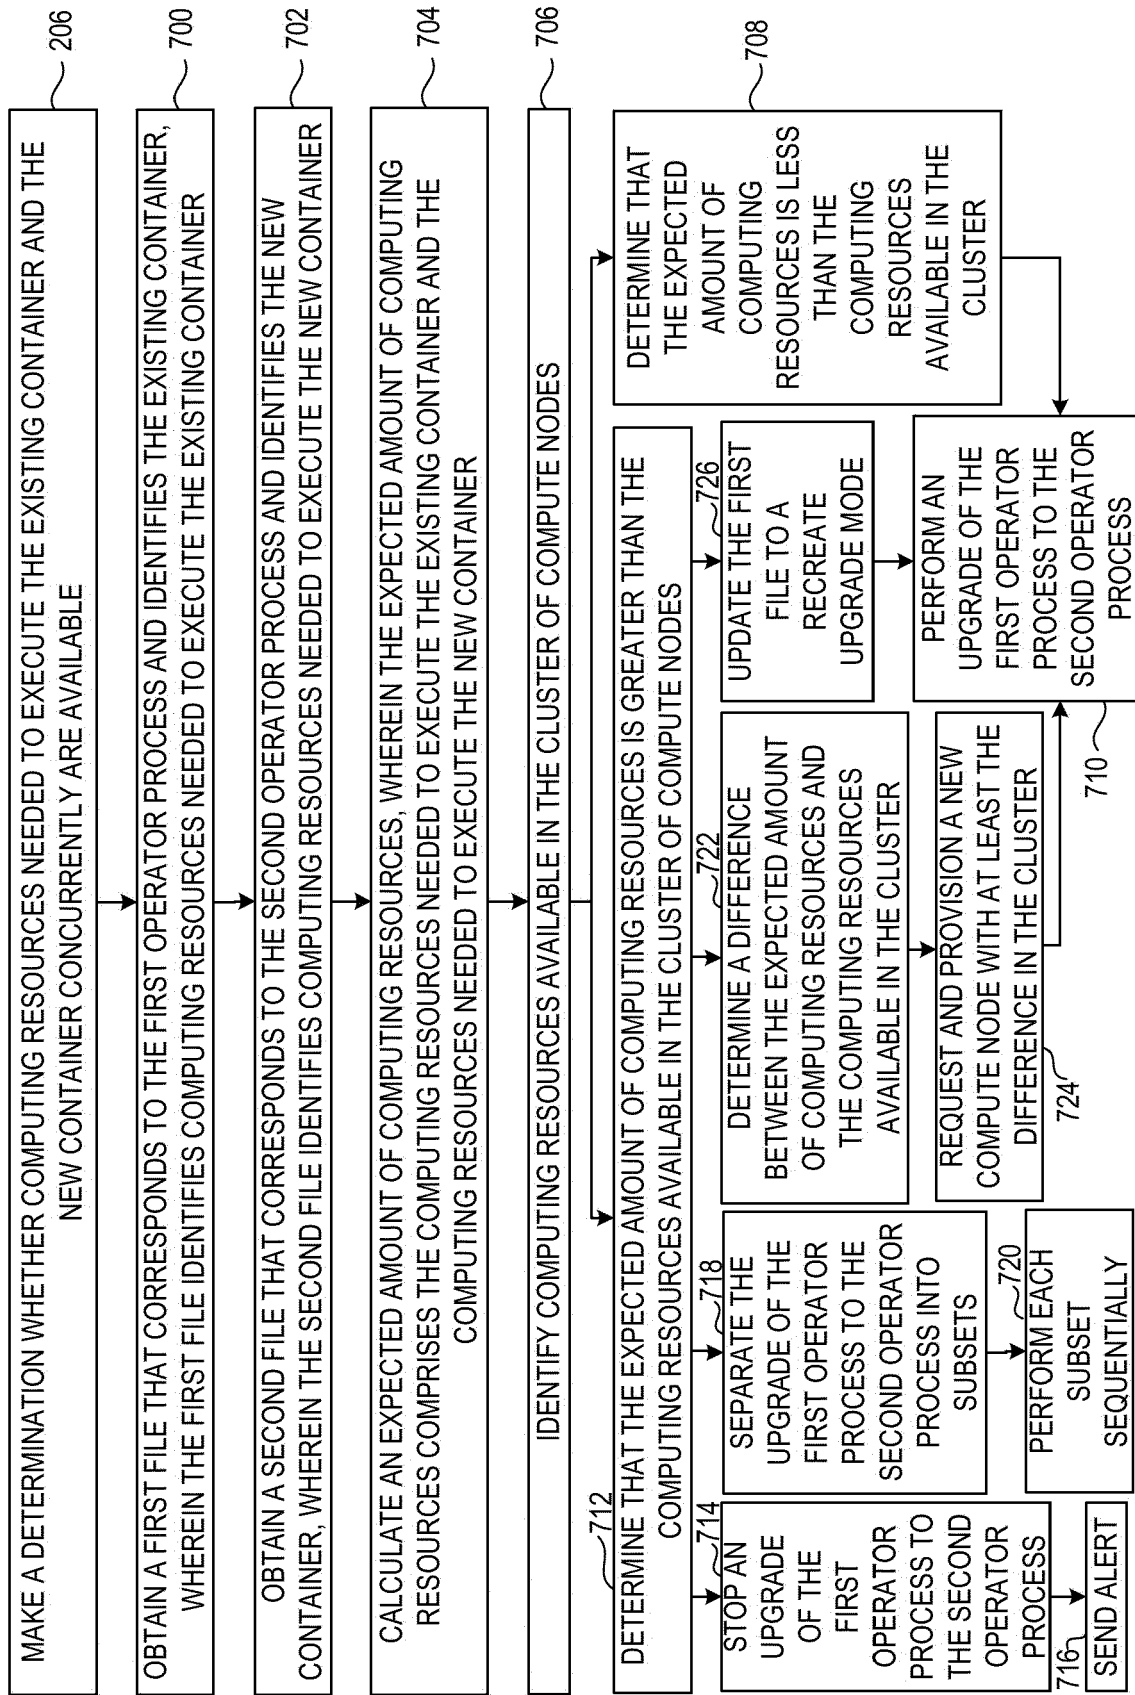 MAKE A DETERMINATION WHETHER COMPUTING RESOURCES NEEDED TO EXECUTE THE EXISTING CONTAINER AND THE
NEW CONTAINER CONCURRENTLY ARE AVAILABLE
206
OBTAIN A FIRST FILE THAT CORRESPONDS TO THE FIRST OPERATOR PROCESS AND IDENTIFIES THE EXISTING CONTAINER,
WHEREIN THE FIRST FILE IDENTIFIES COMPUTING RESOURCES NEEDED TO EXECUTE THE EXISTING CONTAINER
700
OBTAIN A SECOND FILE THAT CORRESPONDS TO THE SECOND OPERATOR PROCESS AND IDENTIFIES THE NEW
CONTAINER, WHEREIN THE SECOND FILE IDENTIFIES COMPUTING RESOURCES NEEDED TO EXECUTE THE NEW CONTAINER
702
CALCULATE AN EXPECTED AMOUNT OF COMPUTING RESOURCES, WHEREIN THE EXPECTED AMOUNT OF COMPUTING
RESOURCES COMPRISES THE COMPUTING RESOURCES NEEDED TO EXECUTE THE EXISTING CONTAINER AND THE
COMPUTING RESOURCES NEEDED TO EXECUTE THE NEW CONTAINER
704
IDENTIFY COMPUTING RESOURCES AVAILABLE IN THE CLUSTER OF COMPUTE NODES
706
712
DETERMINE THAT THE EXPECTED AMOUNT OF COMPUTING RESOURCES IS GREATER THAN THE
COMPUTING RESOURCES AVAILABLE IN THE CLUSTER OF COMPUTE NODES
DETERMINE THAT
THE EXPECTED
AMOUNT OF
COMPUTING
RESOURCES IS LESS
THAN THE
COMPUTING
RESOURCES
AVAILABLE IN THE
CLUSTER
708
714
STOP AN
UPGRADE
OF THE
FIRST
OPERATOR
PROCESS TO
THE SECOND
OPERATOR
PROCESS
716
SEND ALERT
718
SEPARATE THE
UPGRADE OF THE
FIRST OPERATOR
PROCESS TO THE
SECOND OPERATOR
PROCESS INTO
SUBSETS
720
PERFORM EACH
SUBSET
SEQUENTIALLY
722
DETERMINE A DIFFERENCE
BETWEEN THE EXPECTED AMOUNT
OF COMPUTING RESOURCES AND
THE COMPUTING RESOURCES
AVAILABLE IN THE CLUSTER
REQUEST AND PROVISION A NEW
COMPUTE NODE WITH AT LEAST THE
DIFFERENCE IN THE CLUSTER
724
726
UPDATE THE FIRST
FILE TO A
RECREATE
UPGRADE MODE
PERFORM AN
UPGRADE OF THE
FIRST OPERATOR
PROCESS TO THE
SECOND OPERATOR
PROCESS
710